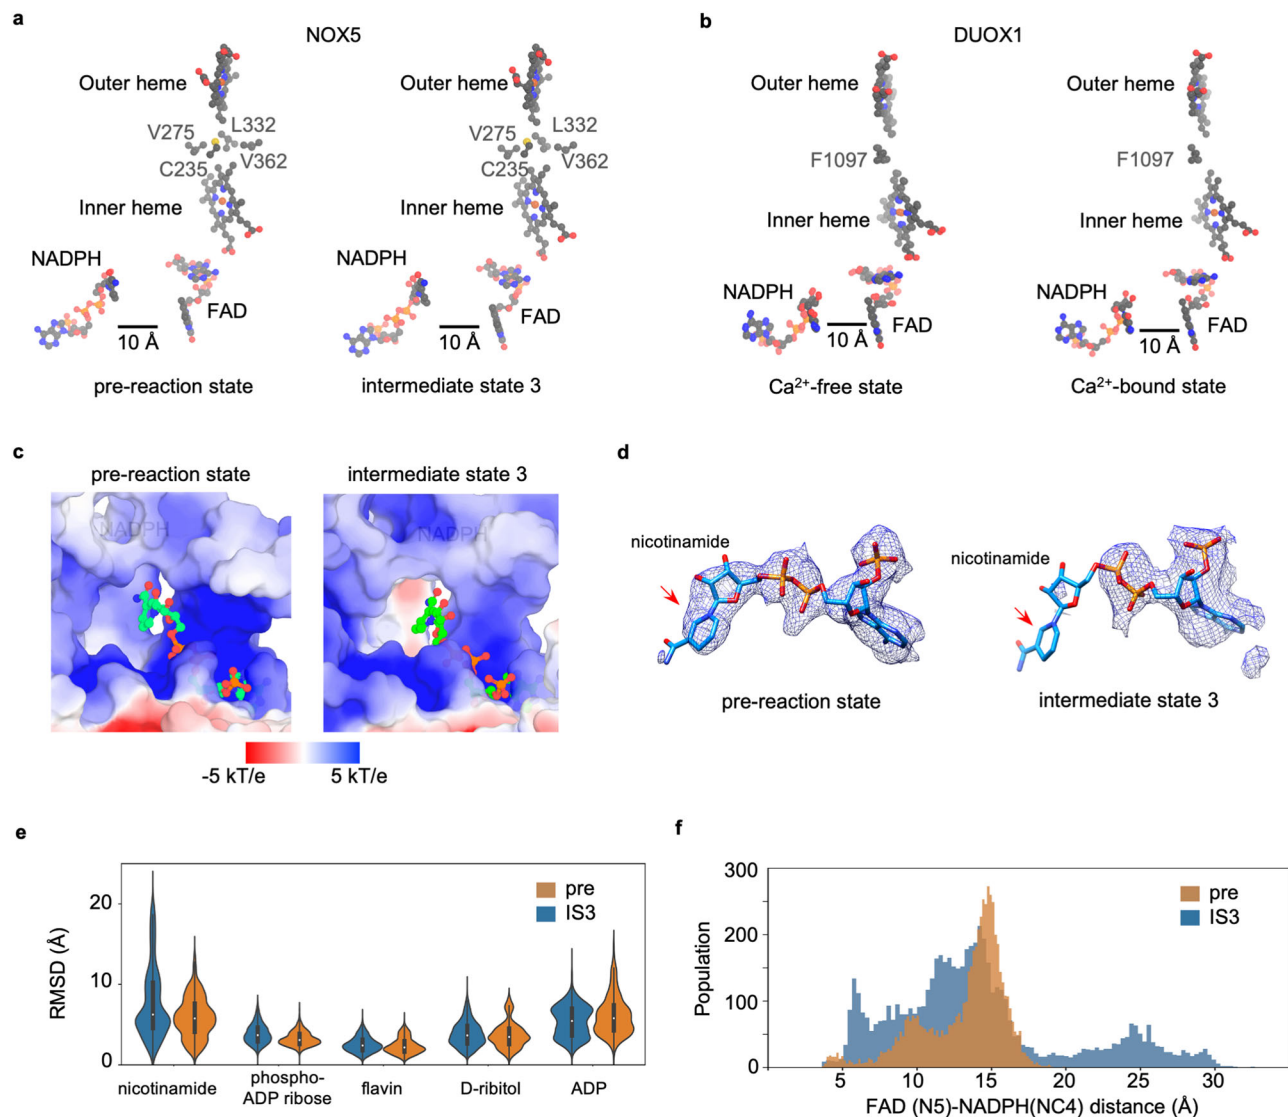 a
NOX5
Outer heme
V275
L332
C235
V362
Inner heme
NADPH
FAD
10 Å
pre-reaction state
Outer heme
V275
L332
C235
V362
Inner heme
NADPH
FAD
10 Å
intermediate state 3
b
DUOX1
Outer heme
F1097
Inner heme
NADPH
FAD
10 Å
Ca²⁺-free state
Outer heme
F1097
Inner heme
NADPH
FAD
10 Å
Ca²⁺-bound state
c
pre-reaction state
NADPH
intermediate state 3
NADPH
-5 kT/e
5 kT/e
d
nicotinamide
pre-reaction state
nicotinamide
intermediate state 3
e
pre
IS3
RMSD (Å)
20
10
0
nicotinamide
phospho-
ADP ribose
flavin
D-ribitol
ADP
f
pre
IS3
Population
300
200
100
0
5
10
15
20
25
30
FAD (N5)-NADPH(NC4) distance (Å)